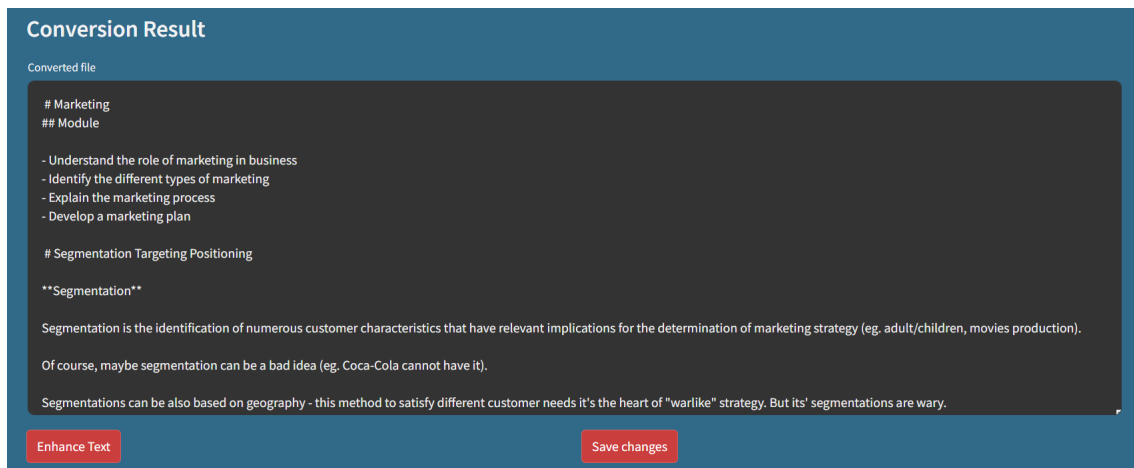 Conversion Result
Converted file
# Marketing
## Module
- Understand the role of marketing in business
- Identify the different types of marketing
- Explain the marketing process
- Develop a marketing plan
# Segmentation Targeting Positioning
**Segmentation**
Segmentation is the identification of numerous customer characteristics that have relevant implications for the determination of marketing strategy (eg. adult/children, movies production).
Of course, maybe segmentation can be a bad idea (eg. Coca-Cola cannot have it).
Segmentations can be also based on geography - this method to satisfy different customer needs it's the heart of "warlike" strategy. But its' segmentations are wary.
Enhance Text
Save changes